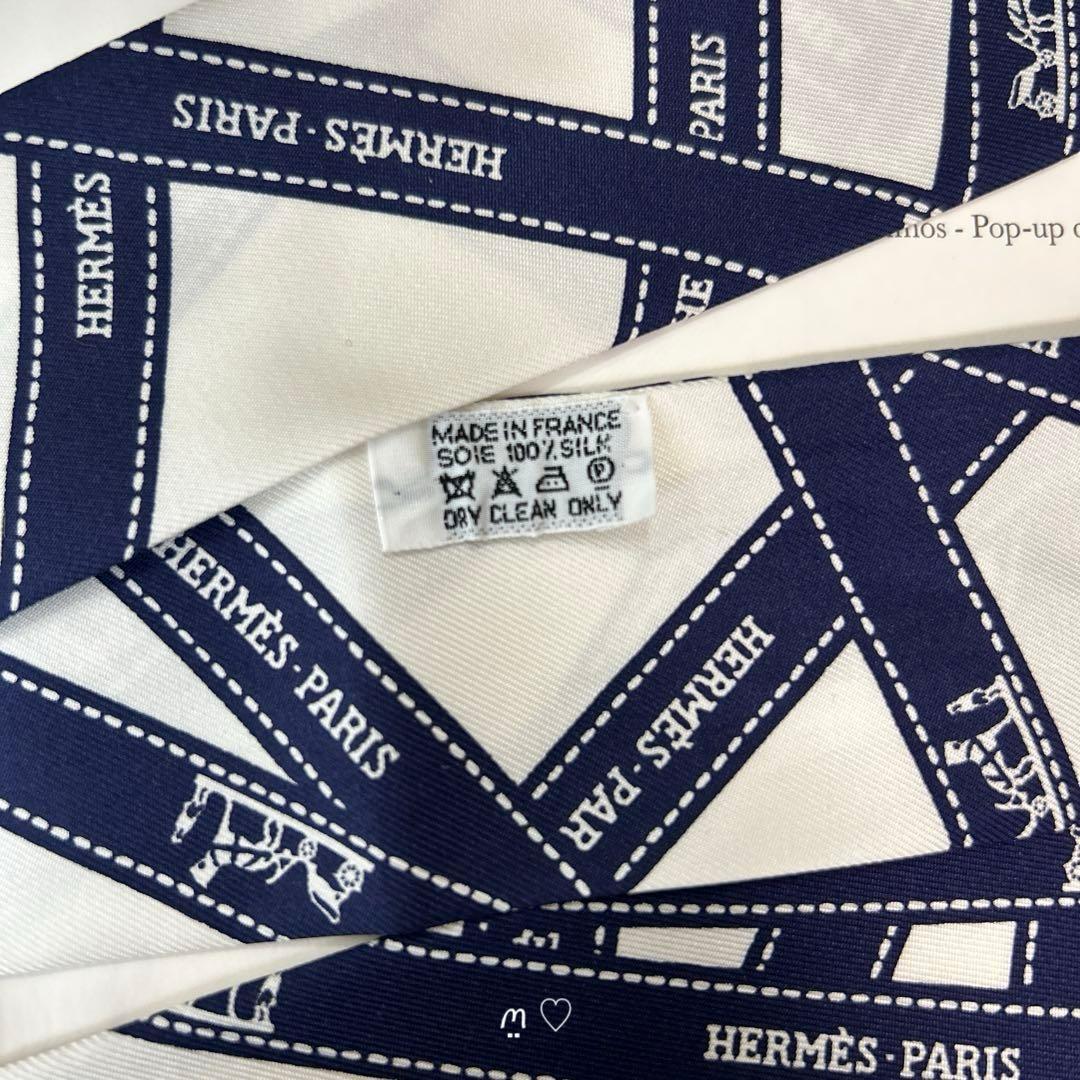 HERMÈS·PARIS
PARIS
HERMÈS
HE
- Pop-up
MADE IN FRANCE
SOIE 100% SILK
P
DRY CLEAN ONLY
HERMÈS·PARIS
HERMÈS·PAR
HERMÈS·PARIS